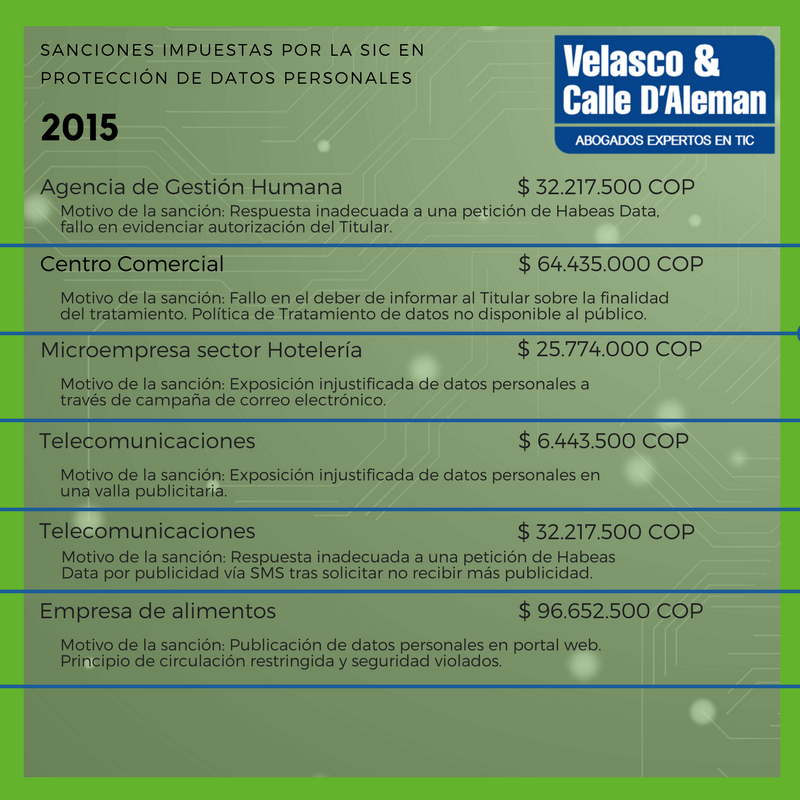 SANCIONES IMPUESTAS POR LA SIC EN
PROTECCIÓN DE DATOS PERSONALES
2015
Velasco &
Calle D'Aleman
ABOGADOS EXPERTOS EN TIC
Agencia de Gestión Humana $ 32.217.500 COP
Motivo de la sanción: Respuesta inadecuada a una petición de Habeas Data,
fallo en evidenciar autorización del Titular.
Centro Comercial $ 64.435.000 COP
Motivo de la sanción: Fallo en el deber de informar al Titular sobre la finalidad
del tratamiento. Política de Tratamiento de datos no disponible al público.
Microempresa sector Hotelería $ 25.774.000 COP
Motivo de la sanción: Exposición injustificada de datos personales a
través de campaña de correo electrónico.
Telecomunicaciones $ 6.443.500 COP
Motivo de la sanción: Exposición injustificada de datos personales en
una valla publicitaria.
Telecomunicaciones $ 32.217.500 COP
Motivo de la sanción: Respuesta inadecuada a una petición de Habeas
Data por publicidad vía SMS tras solicitar no recibir más publicidad.
Empresa de alimentos $ 96.652.500 COP
Motivo de la sanción: Publicación de datos personales en portal web.
Principio de circulación restringida y seguridad violados.